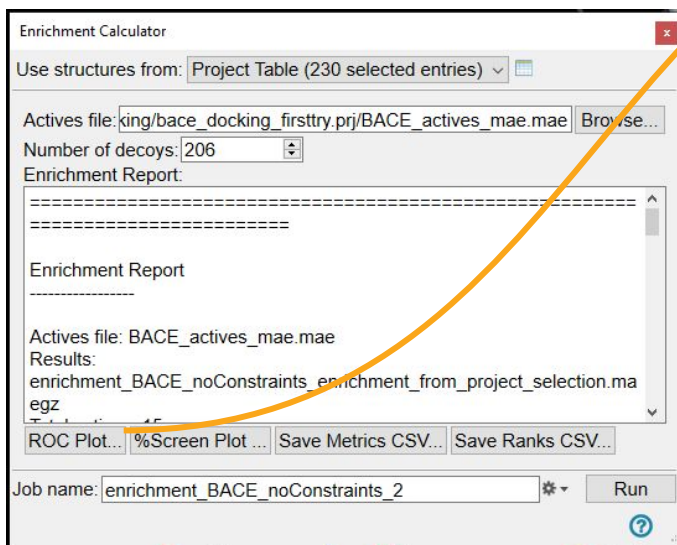 Enrichment Calculator
x
Use structures from: Project Table (230 selected entries)
Actives file: king/bace_docking_firsttry.prj/BACE_actives_mae.mae Browse...
Number of decoys: 206
Enrichment Report:
========================================================
========================
Enrichment Report
-----------------
Actives file: BACE_actives_mae.mae
Results:
enrichment_BACE_noConstraints_enrichment_from_project_selection.ma
egz
ROC Plot... %Screen Plot ... Save Metrics CSV... Save Ranks CSV...
Job name: enrichment_BACE_noConstraints_2 Run
?